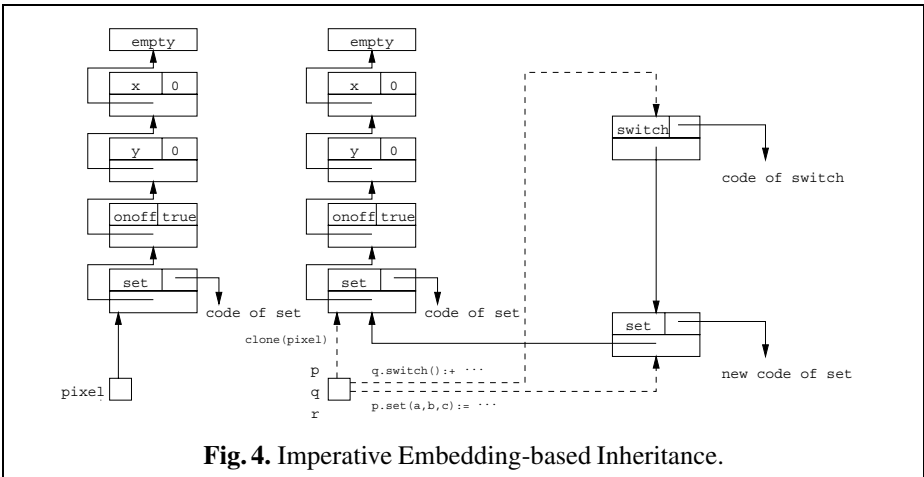 empty empty
x 0 x 0
switch
y 0 y 0
code of switch
onoff true onoff true
set set
code of set code of set
set
clone(pixel)
p q.switch():+ ···
new code of set
pixel q
r p.set(a,b,c):= ···
Fig. 4. Imperative Embedding-based Inheritance.